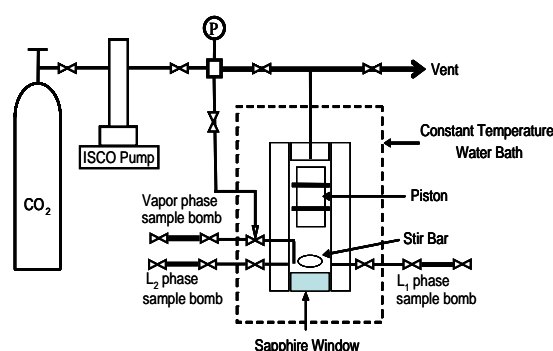 P
Vent
Constant Temperature
Water Bath
ISCO Pump
CO2
Piston
Vapor phase
sample bomb
Stir Bar
L2 phase
sample bomb
L1 phase
sample bomb
Sapphire Window